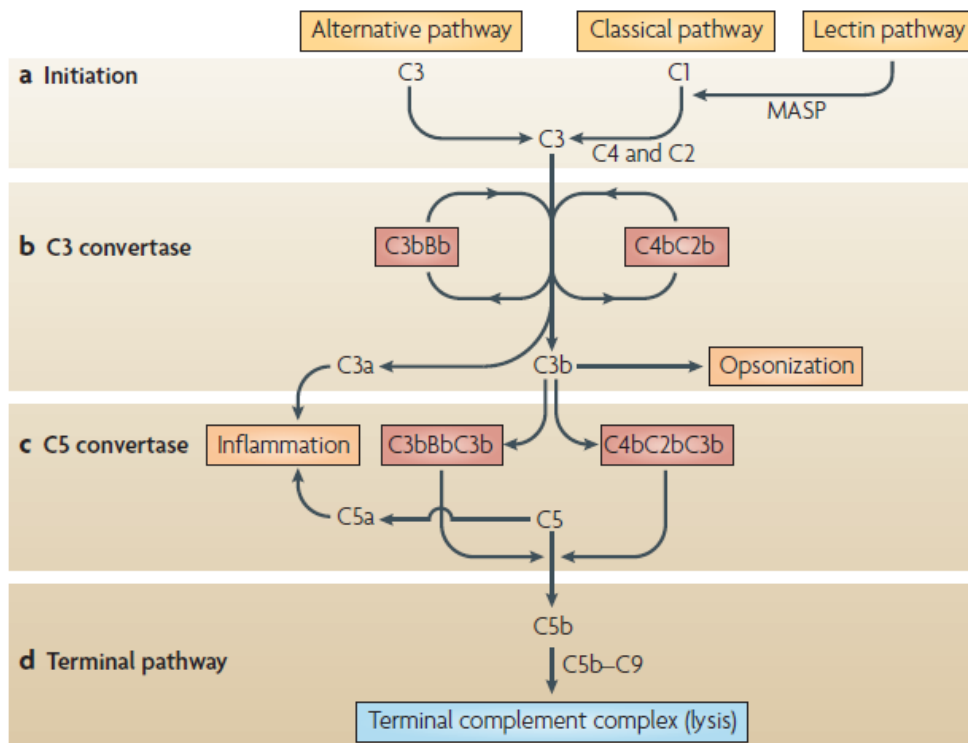 Alternative pathway
Classical pathway
Lectin pathway
a Initiation
C3
C1
MASP
C3
C4 and C2
b C3 convertase
C3bBb
C4bC2b
C3a
C3b
Opsonization
c C5 convertase
Inflammation
C3bBbC3b
C4bC2bC3b
C5a
C5
C5b
d Terminal pathway
C5b–C9
Terminal complement complex (lysis)